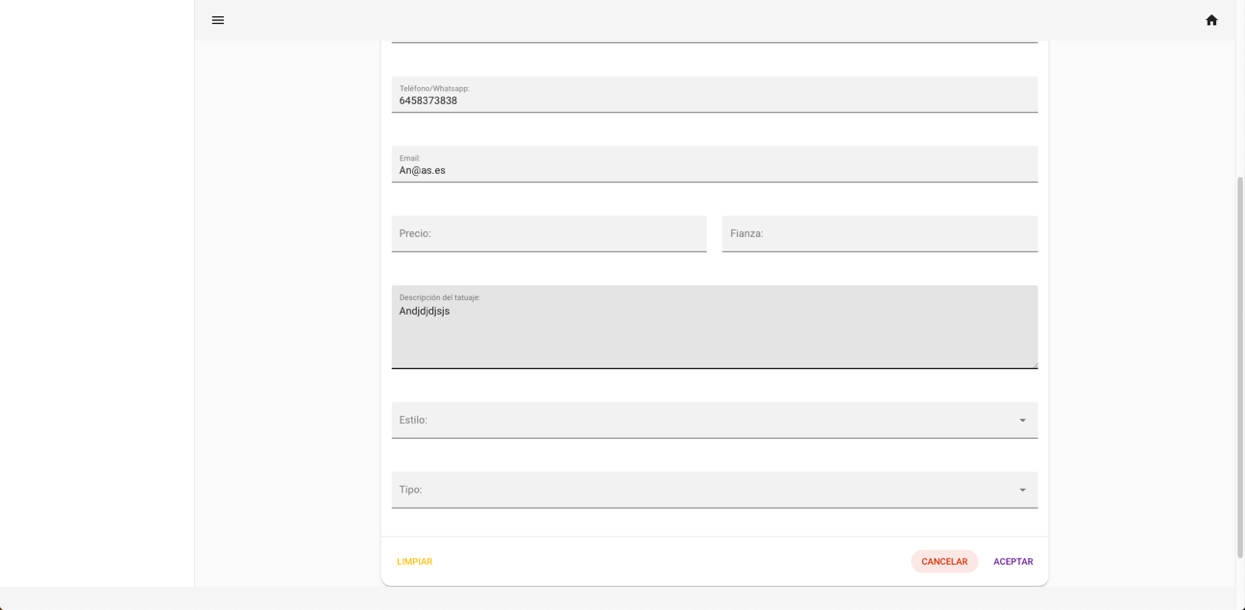 Teléfono/Whatsapp:
6458373838
Email:
An@as.es
Precio:
Fianza:
Descripción del tatuaje:
Andjdjdjsjs
Estilo:
Tipo:
LIMPIAR
CANCELAR
ACEPTAR